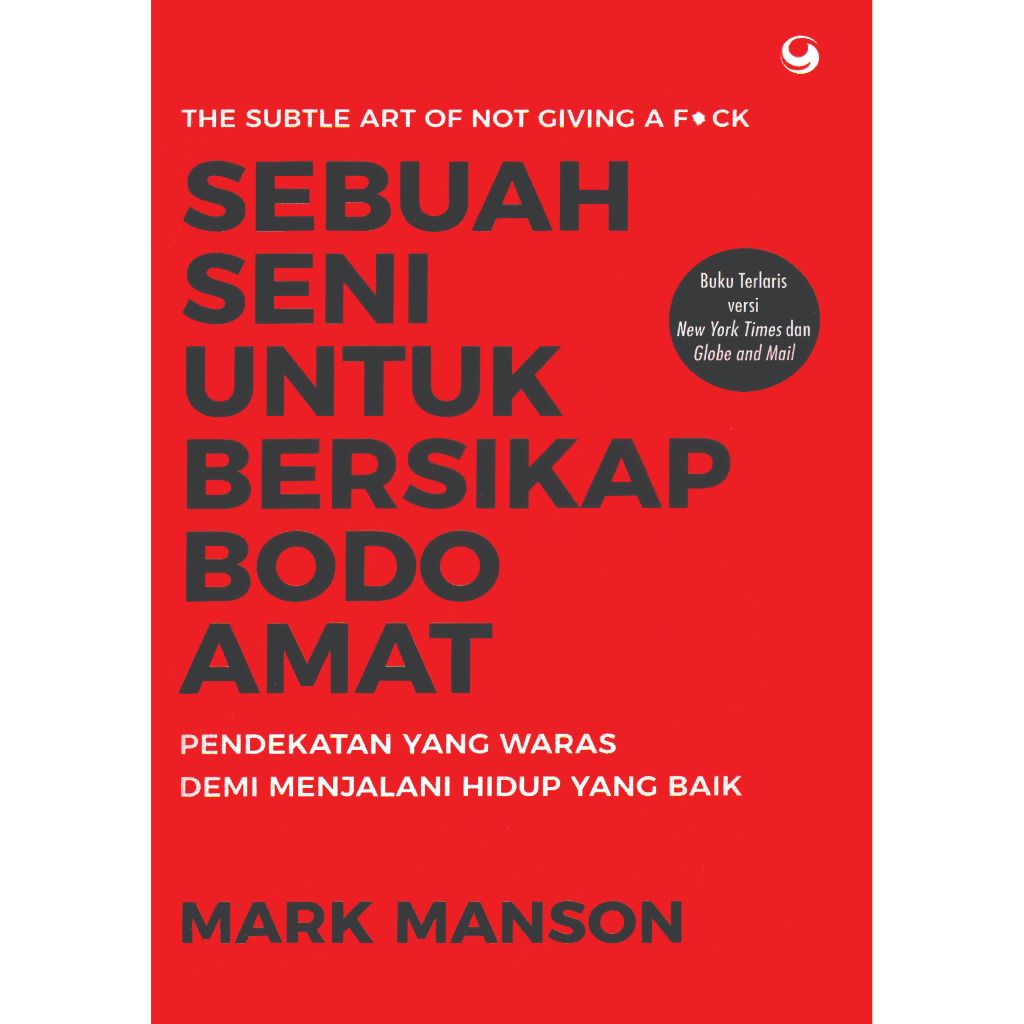 THE SUBTLE ART OF NOT GIVING A F*CK
SEBUAH
SENI
UNTUK
BERSIKAP
BODO
AMAT
Buku Terlaris
versi
New York Times dan
Globe and Mail
PENDEKATAN YANG WARAS
DEMI MENJALANI HIDUP YANG BAIK
MARK MANSON